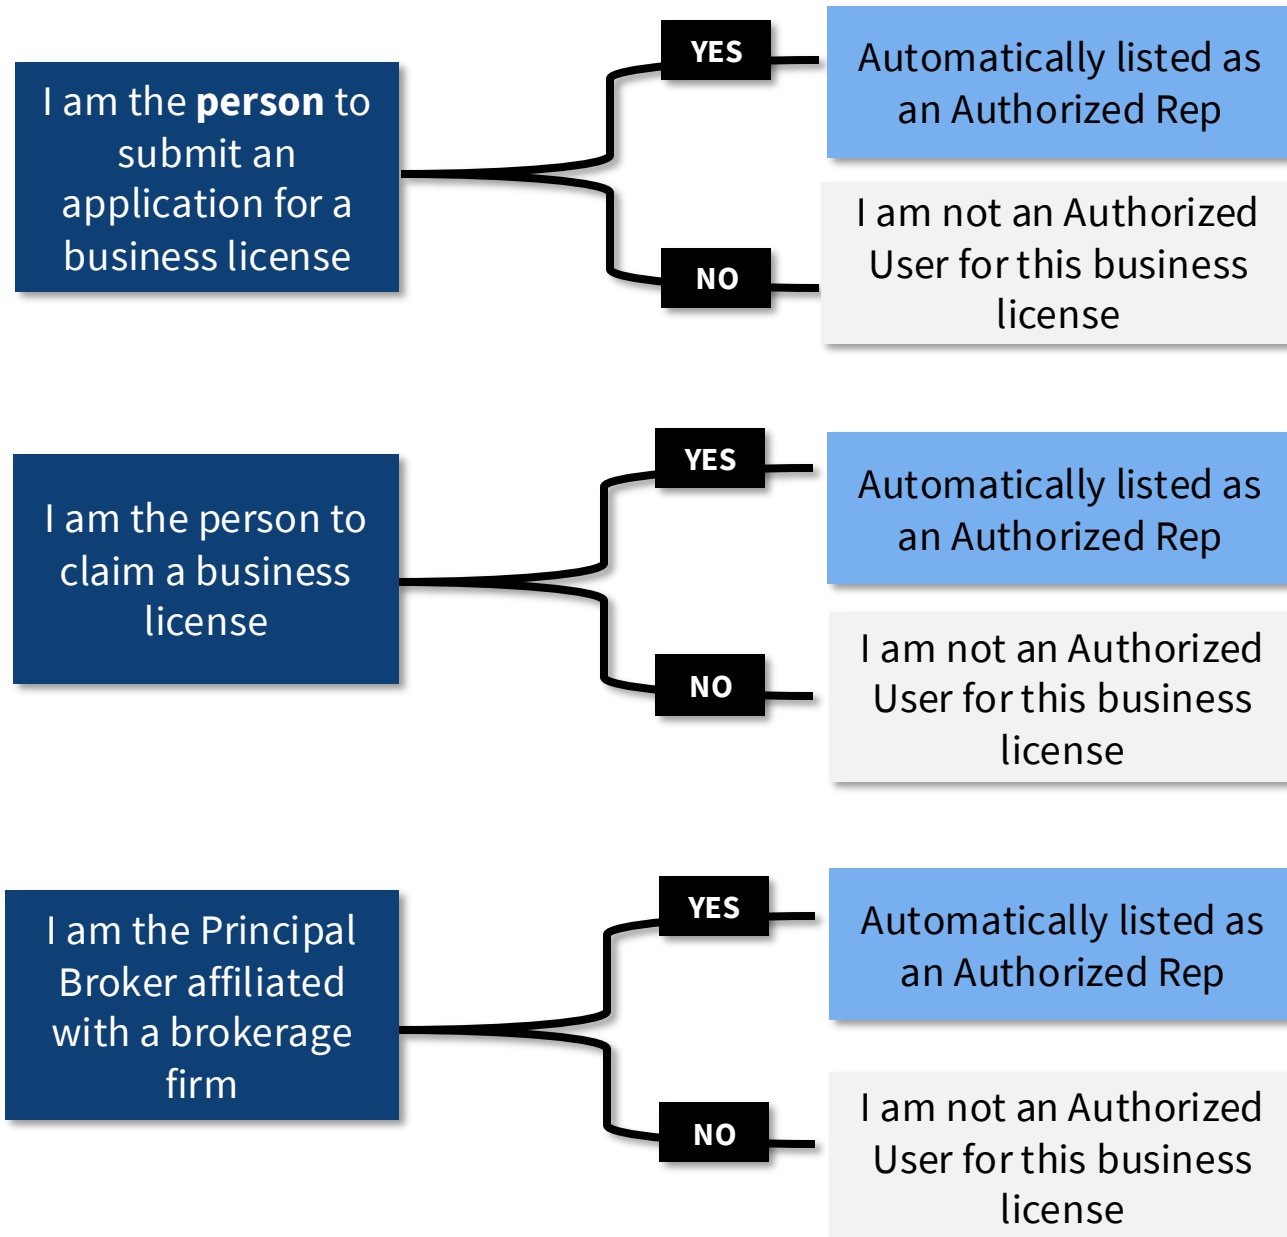 I am the person to
submit an
application for a
business license
YES
Automatically listed as
an Authorized Rep
NO
I am not an Authorized
User for this business
license
I am the person to
claim a business
license
YES
Automatically listed as
an Authorized Rep
NO
I am not an Authorized
User for this business
license
I am the Principal
Broker affiliated
with a brokerage
firm
YES
Automatically listed as
an Authorized Rep
NO
I am not an Authorized
User for this business
license